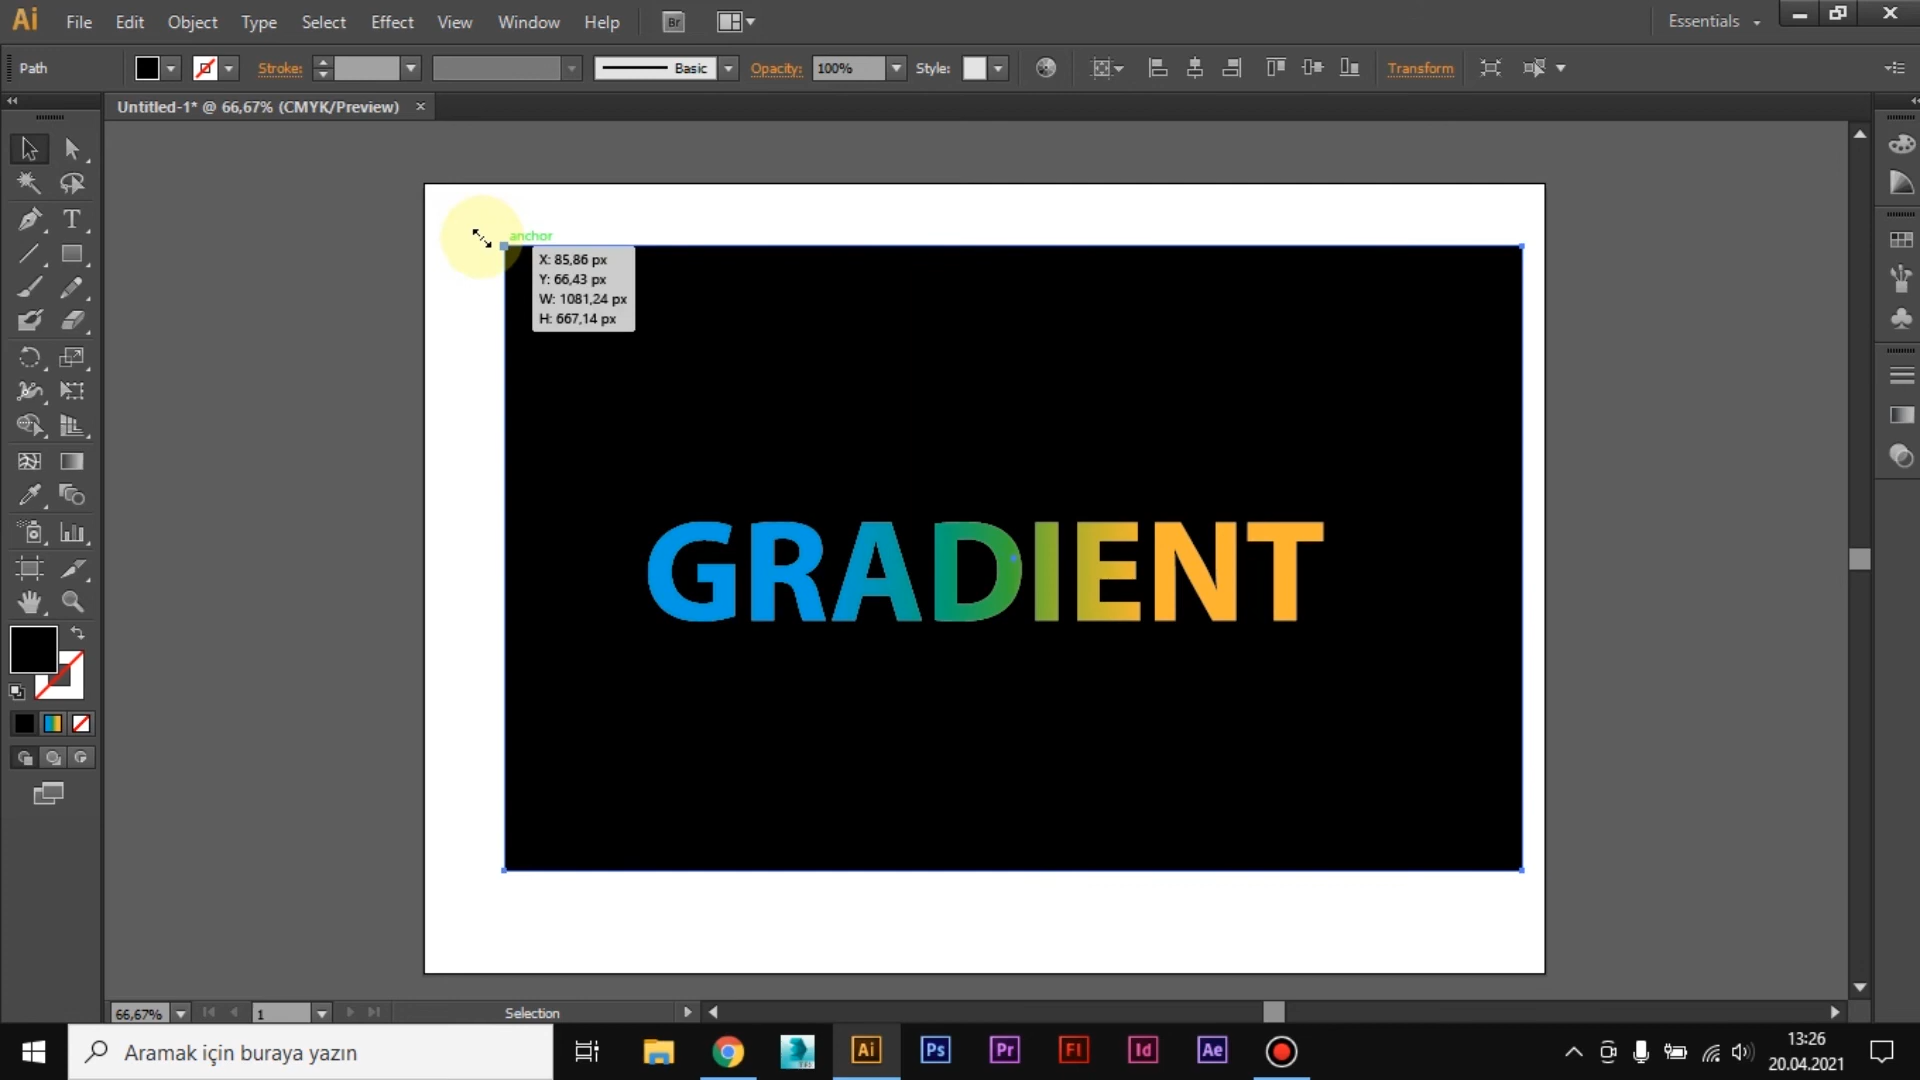 Ai File Edit Object Type Select Effect View Window Help Br Essentials
Path Stroke: Basic Opacity: 100% Style: Transform
Untitled-1* @ 66,67% (CMYK/Preview)
anchor
X: 85,86 px
Y: 66,43 px
W: 1081,24 px
H: 667,14 px
GRADIENT
66,67% 1 Selection
Aramak için buraya yazın Ai Ps Pr Fl Id Ae 13:26
20.04.2021